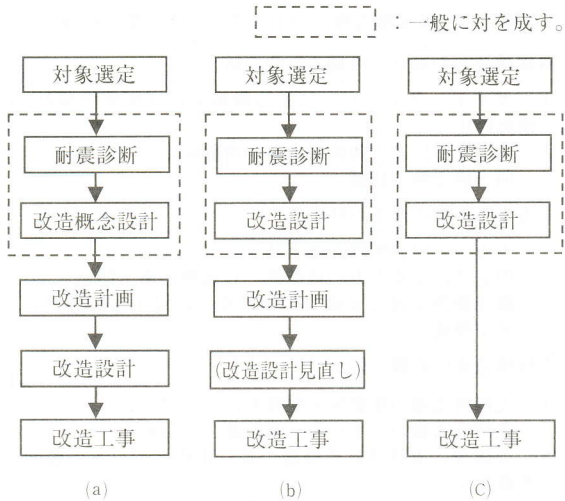 ：一般に対を成す。
対象選定
耐震診断
改造概念設計
改造計画
改造設計
改造工事
(a)
対象選定
耐震診断
改造設計
改造計画
(改造設計見直し)
改造工事
(b)
対象選定
耐震診断
改造設計
改造工事
(C)